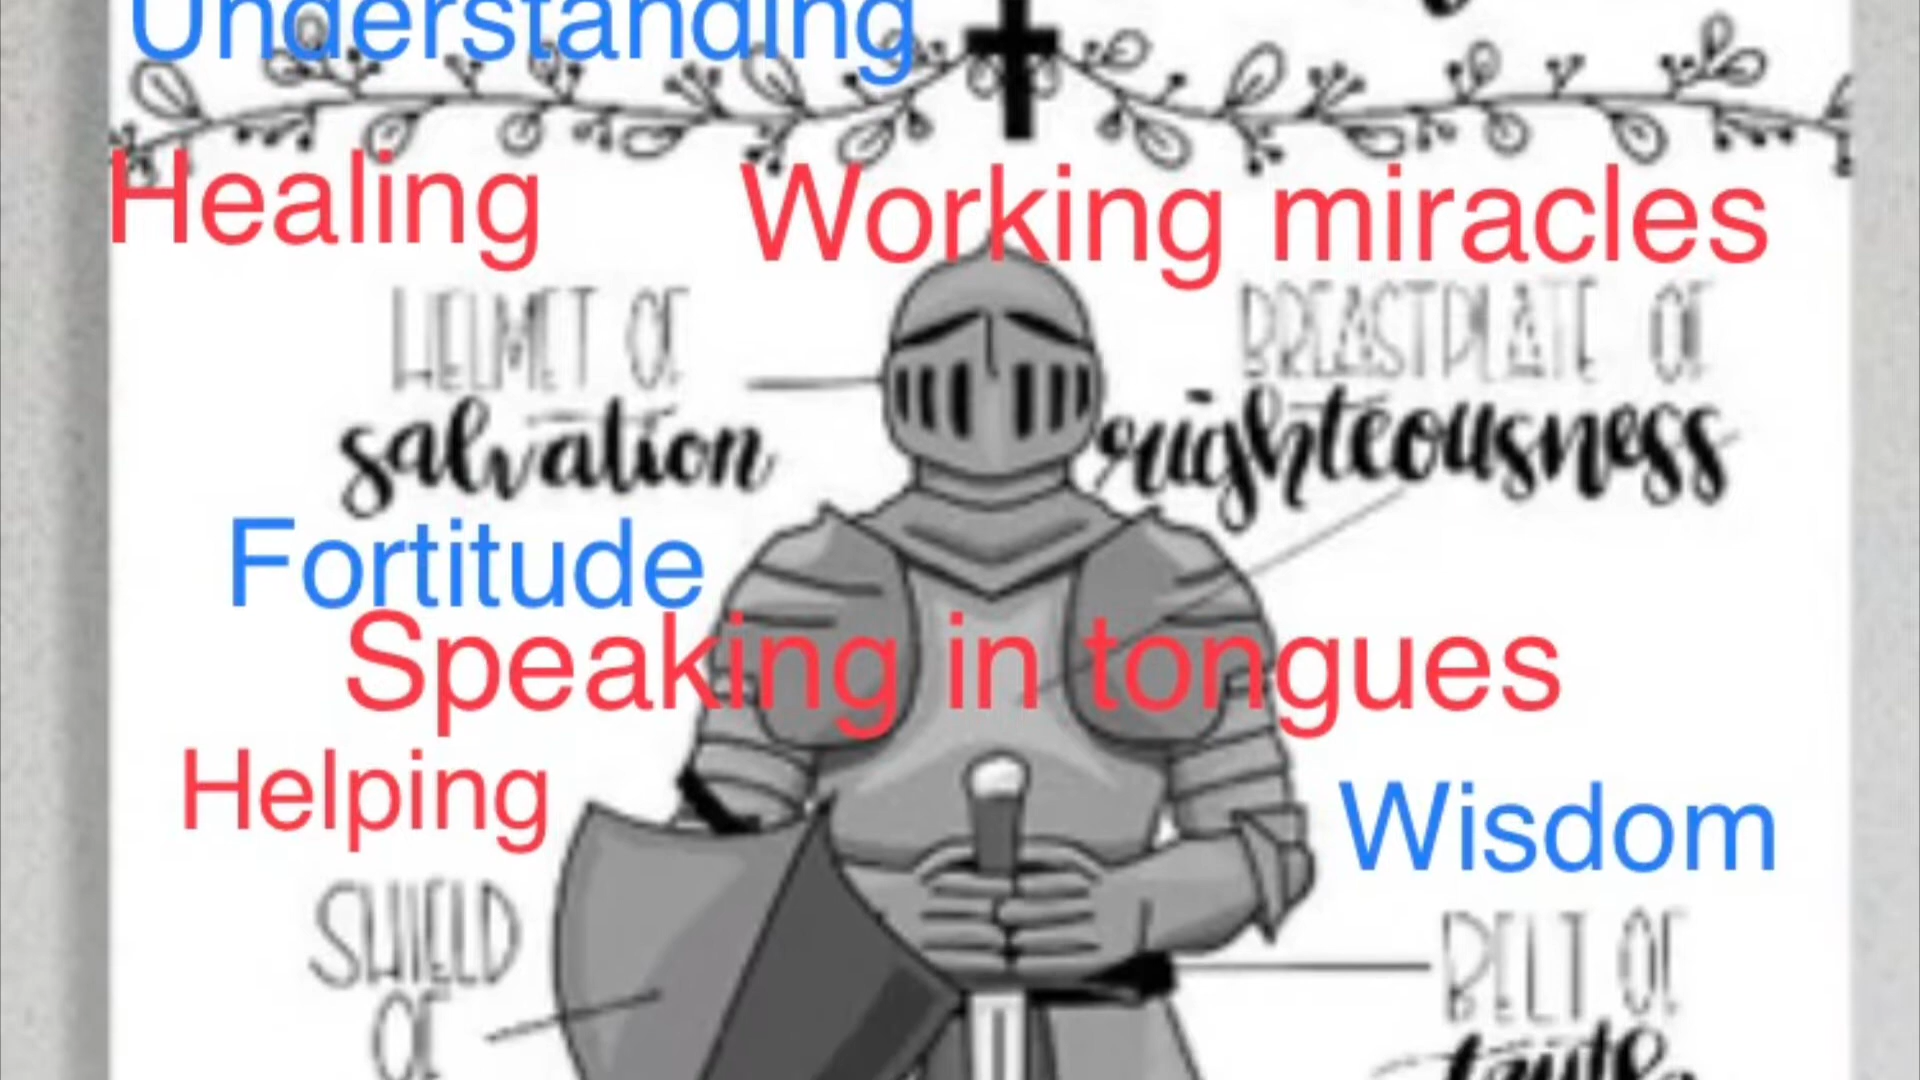 Understanding
Healing
Working miracles
HELMET OF
salvation
BREASTPLATE OF
righteousness
Fortitude
Speaking in tongues
Helping
Wisdom
SHIELD
OF
BELT OF